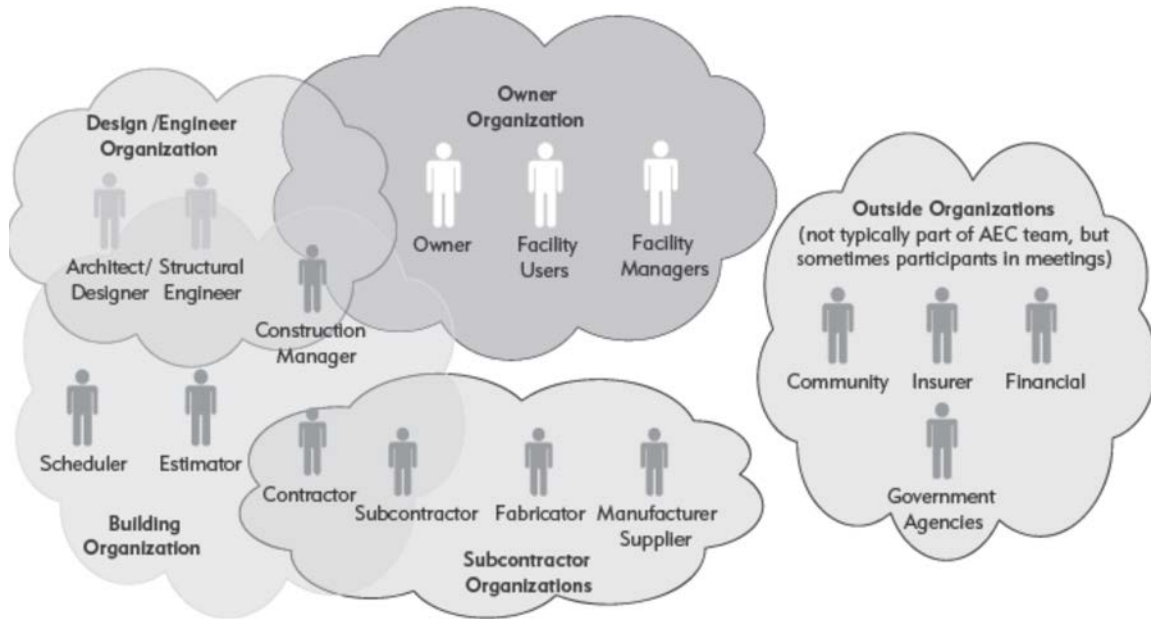 Design /Engineer
Organization
Architect/
Designer
Structural
Engineer
Owner
Organization
Owner
Facility
Users
Facility
Managers
Construction
Manager
Scheduler
Estimator
Building
Organization
Contractor
Subcontractor
Fabricator
Manufacturer
Supplier
Subcontractor
Organizations
Outside Organizations
(not typically part of AEC team, but
sometimes participants in meetings)
Community
Insurer
Financial
Government
Agencies